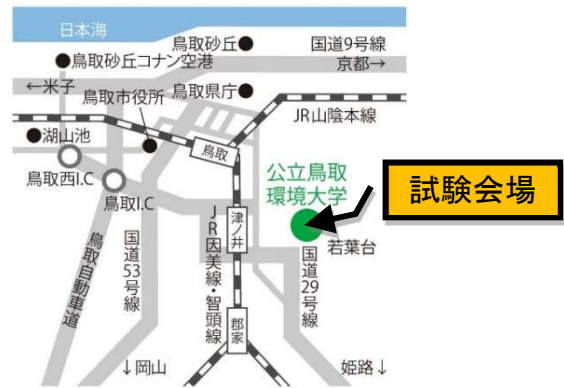 日本海
鳥取砂丘●
国道9号線
●鳥取砂丘コナン空港
京都→
←米子
鳥取市役所
鳥取県庁●
JR山陰本線
●湖山池
鳥取
鳥取西I.C
公立鳥取
環境大学
試験会場
鳥取I.C
津ノ井
若葉台
鳥取自動車道
国道53号線
JR因美線・智頭線
国道29号線
郡家
↓岡山
姫路↓